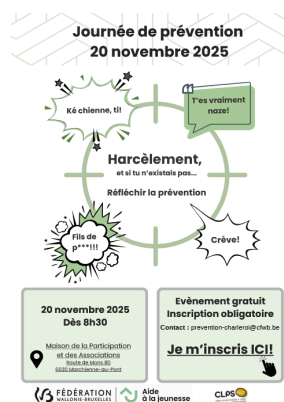 Journée de prévention
20 novembre 2025
Ké chienne, ti!
T'es vraiment
naze!
Harcèlement,
et si tu n'existais pas...
Réfléchir la prévention
Fils de
P***!!!
Crève!
20 novembre 2025
Dès 8h30
Maison de la Participation
et des Associations
Route de Mons 80
6030 Marchienne-au-Pont
Evènement gratuit
Inscription obligatoire
Contact : prevention-charleroi@cfwb.be
Je m'inscris ICI!
FÉDÉRATION
WALLONIE-BRUXELLES
Aide
à la jeunesse
CLPS